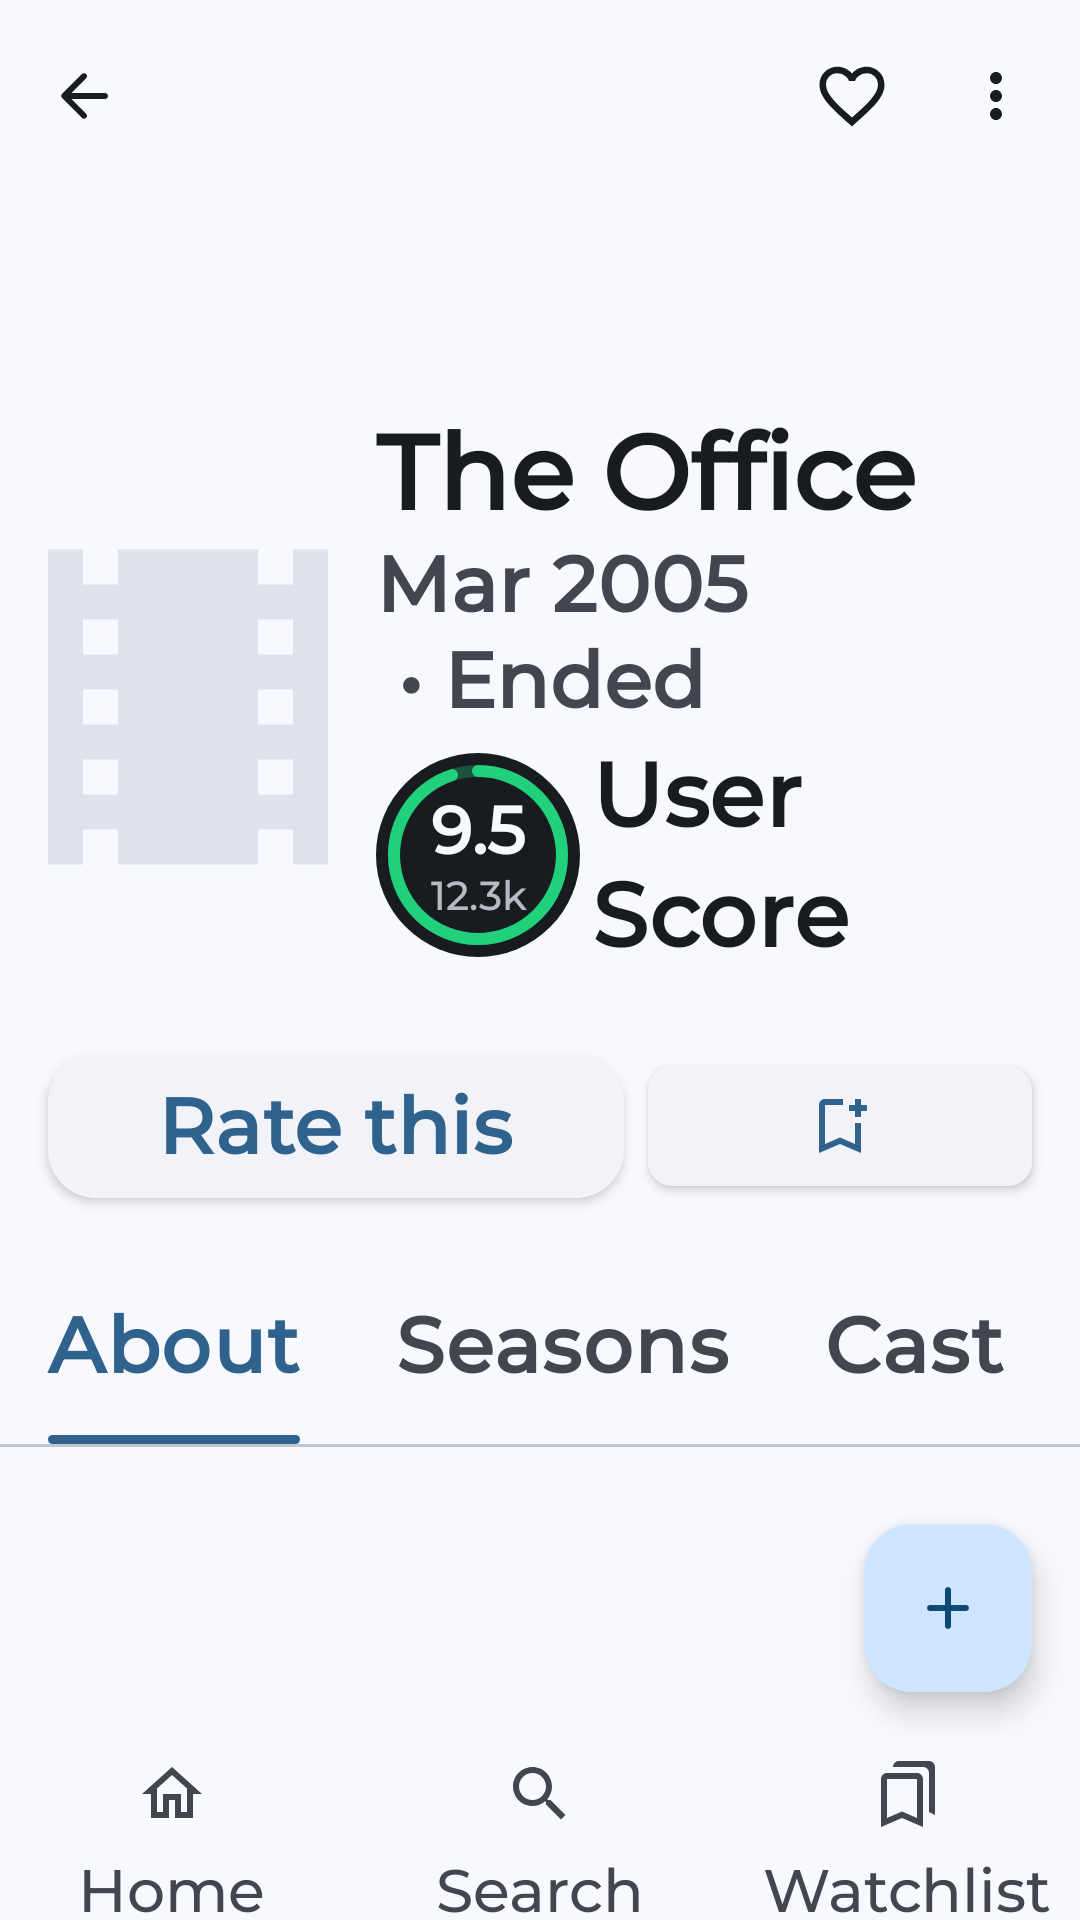 The Office
Mar 2005
• Ended
9.5
12.3k
User
Score
Rate this
About
Seasons
Cast
Home
Search
Watchlist